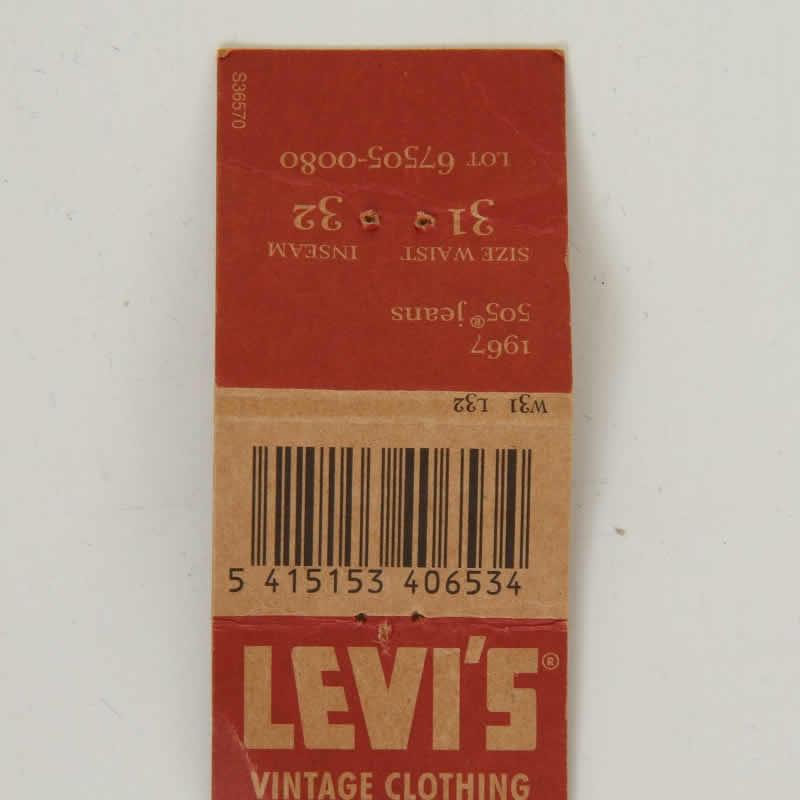 S36570
1967
505® jeans
SIZE WAIST INSEAM
31 32
LOT 67505-0080
W31 L32
5 415153 406534
LEVI'S®
VINTAGE CLOTHING